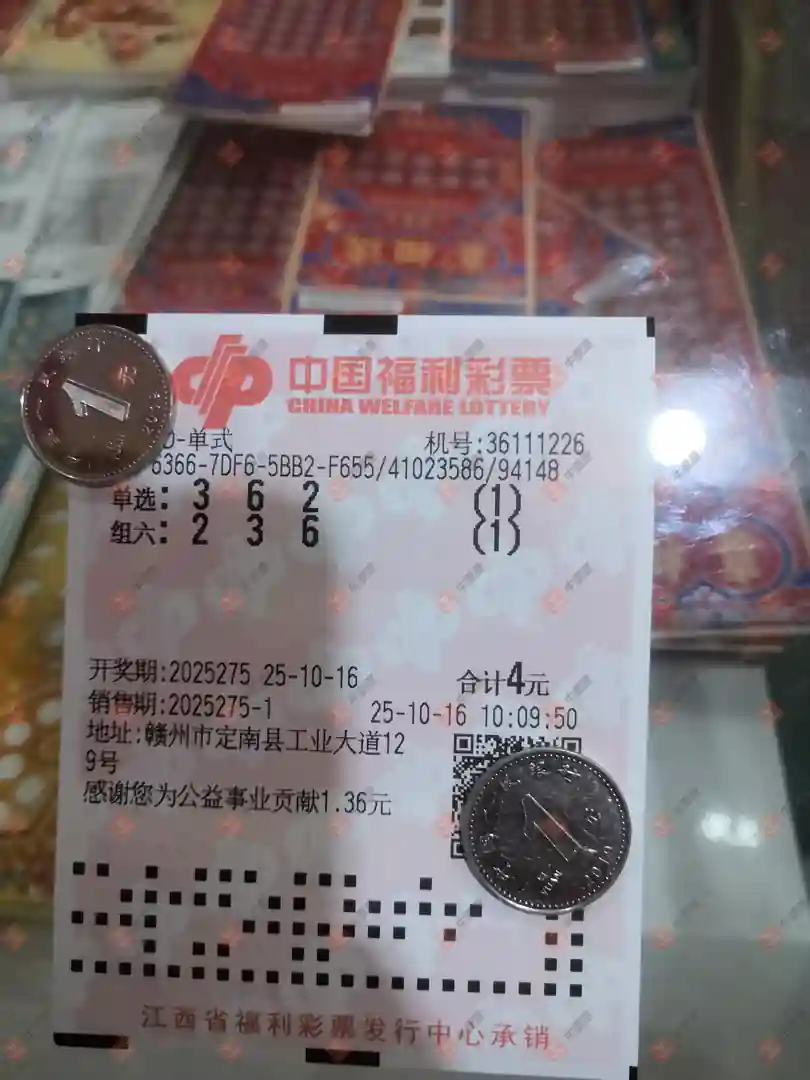 中国福利彩票
CHINA WELFARE LOTTERY
D-单式 机号:36111226
6366-7DF6-5BB2-F655/41023586/94148
单选: 3 6 2 (1)
组六: 2 3 6 (1)
开奖期:2025275 25-10-16 合计4元
销售期:2025275-1 25-10-16 10:09:50
地址:赣州市定南县工业大道12
9号
感谢您为公益事业贡献1.36元
1
YUAN
江西省福利彩票发行中心承销